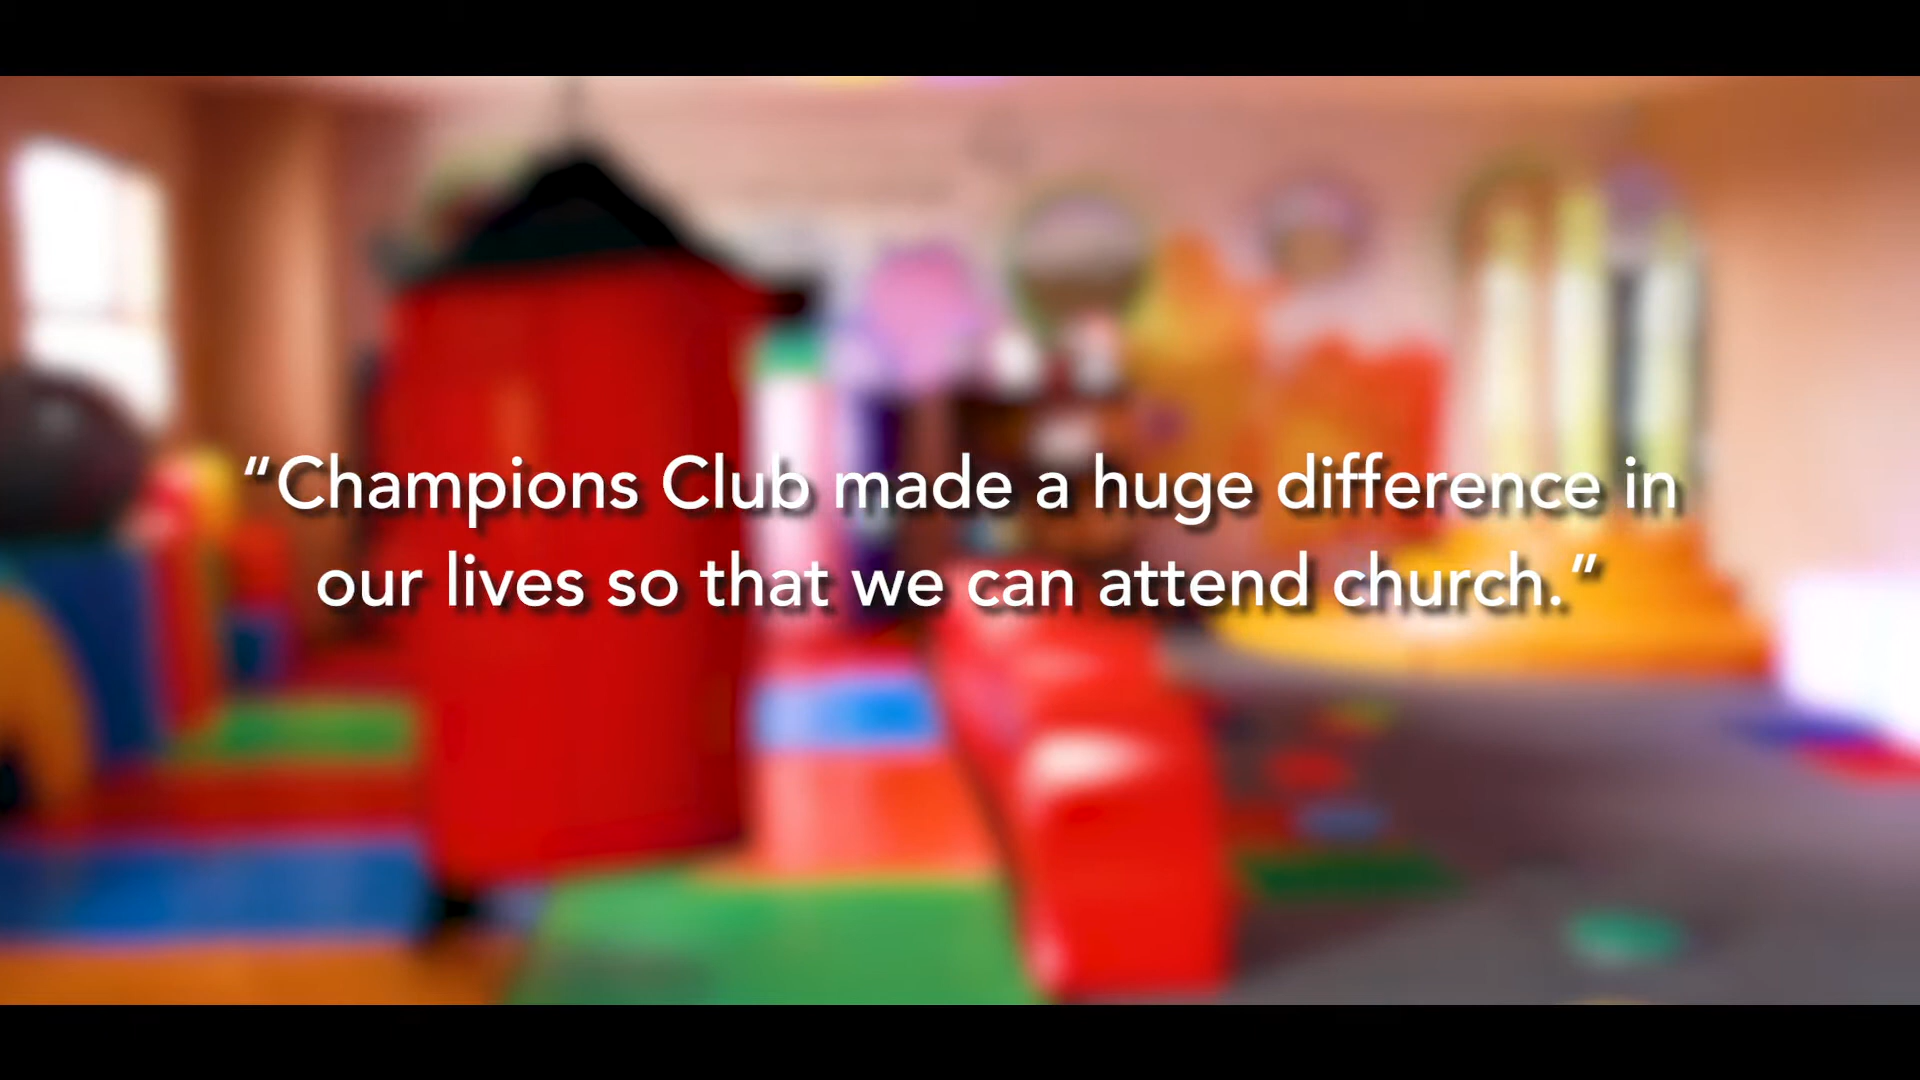 “Champions Club made a huge difference in
our lives so that we can attend church.”